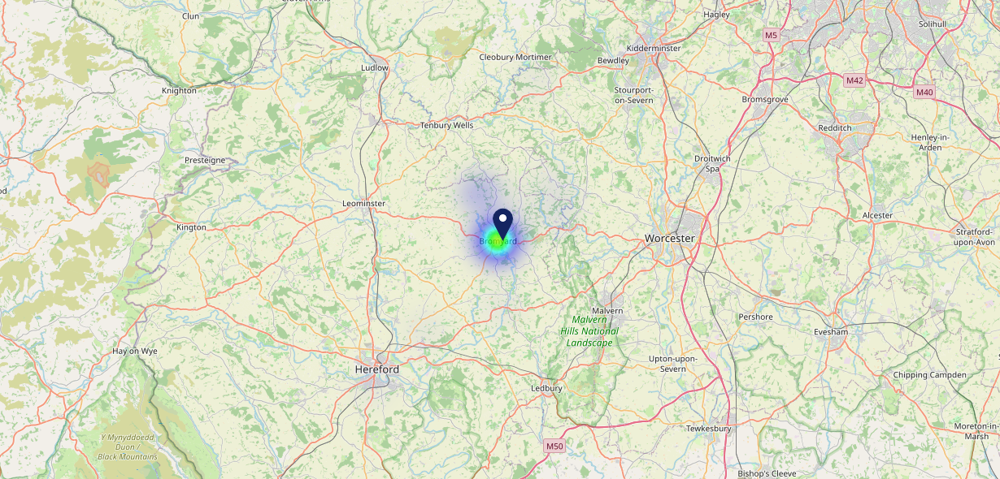 Clun
Hagley
Solihull
M5
Kidderminster
Cleobury Mortimer
Bewdley
Ludlow
M42
M40
Knighton
Stourport-
on-Severn
Bromsgrove
Tenbury Wells
Redditch
Henley-in-
Arden
Presteigne
Droitwich
Spa
Leominster
Kington
Alcester
Worcester
Bromyard
Stratford-
upon-Avon
Malvern
Pershore
Malvern
Hills National
Landscape
Evesham
Hay on Wye
Hereford
Upton-upon-
Severn
Chipping Campden
Ledbury
Tewkesbury
Moreton-in-
Marsh
Y Mynyddoedd
Duon /
Black Mountains
M50
Bishop's Cleeve